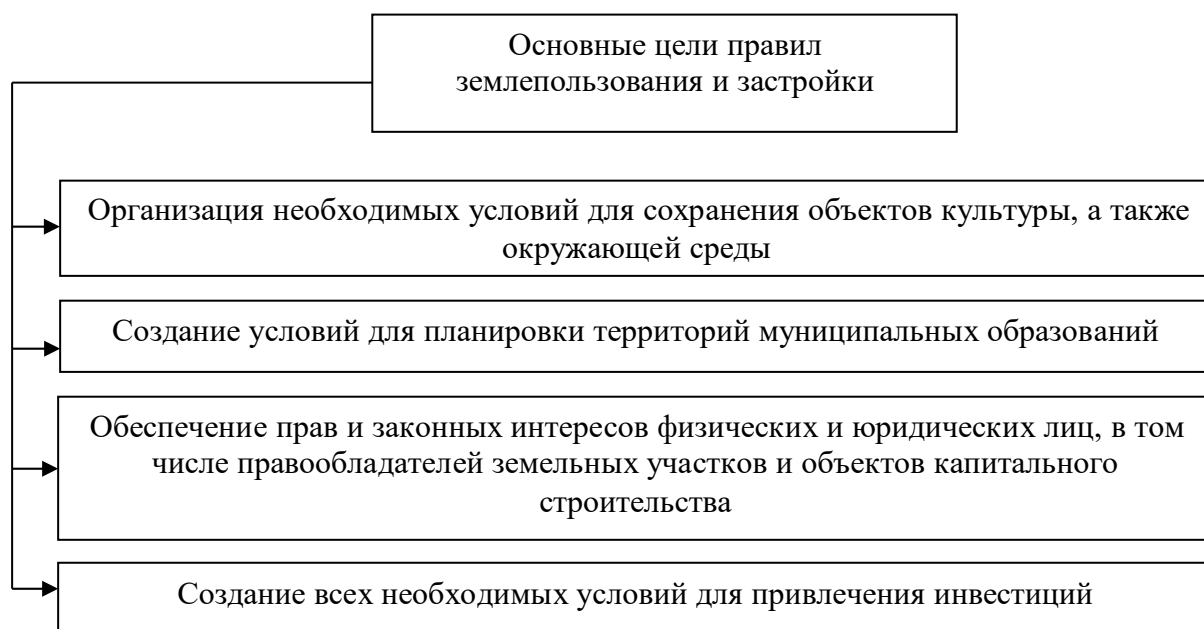 Основные цели правил
землепользования и застройки
Организация необходимых условий для сохранения объектов культуры, а также
окружающей среды
Создание условий для планировки территорий муниципальных образований
Обеспечение прав и законных интересов физических и юридических лиц, в том
числе правообладателей земельных участков и объектов капитального
строительства
Создание всех необходимых условий для привлечения инвестиций